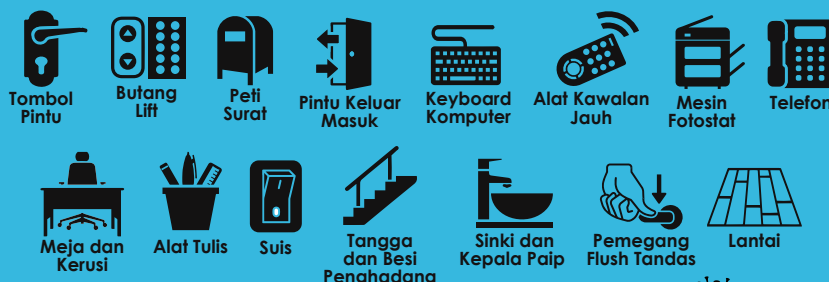 Tombol
Pintu
Butang
Lift
Peti
Surat
Pintu Keluar
Masuk
Keyboard
Komputer
Alat Kawalan
Jauh
Mesin
Fotostat
Telefon
Meja dan
Kerusi
Alat Tulis
Suis
Tangga
dan Besi
Penghadang
Sinki dan
Kepala Paip
Pemegang
Flush Tandas
Lantai